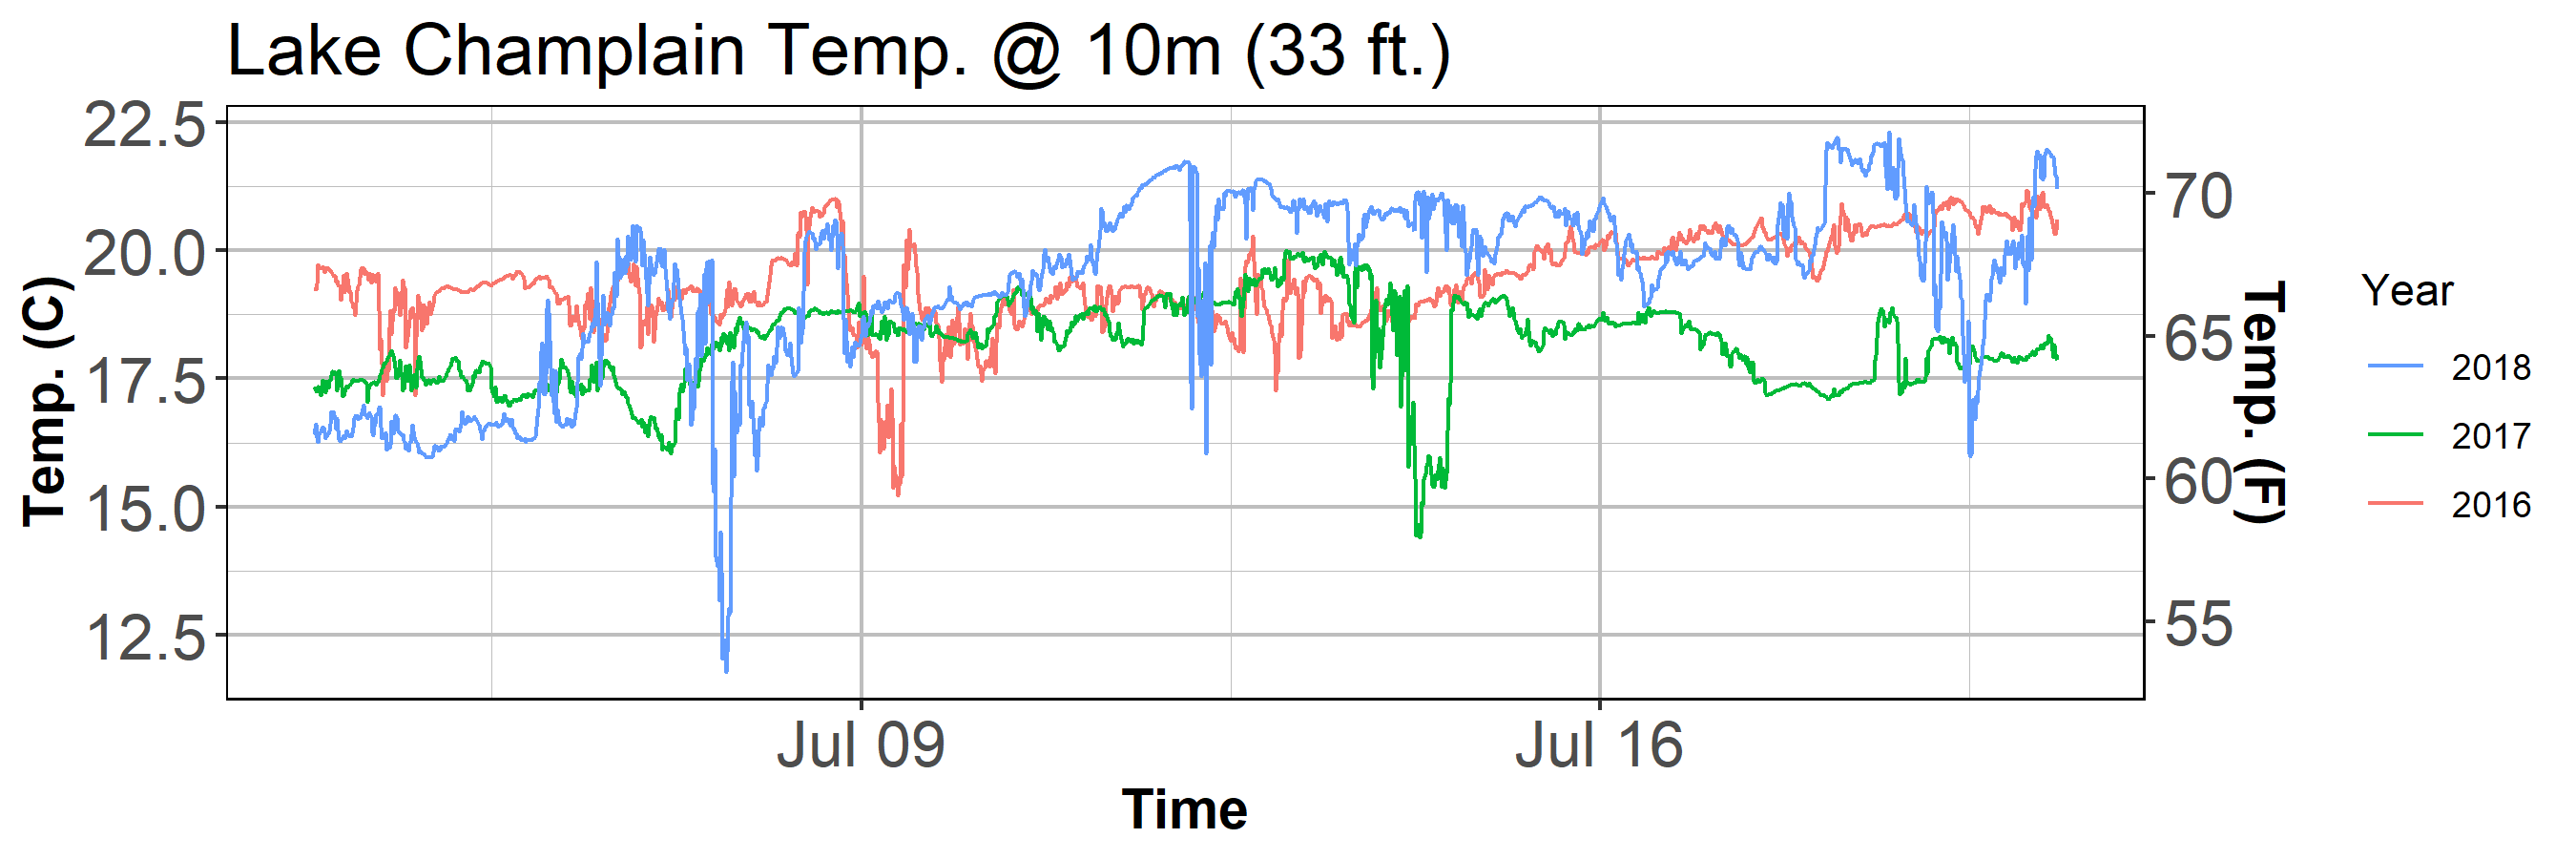 Lake Champlain Temp. @ 10m (33 ft.)
22.5
20.0
17.5
15.0
12.5
Temp. (C)
70
65
60
55
Temp. (F)
Jul 09
Jul 16
Time
Year
2018
2017
2016